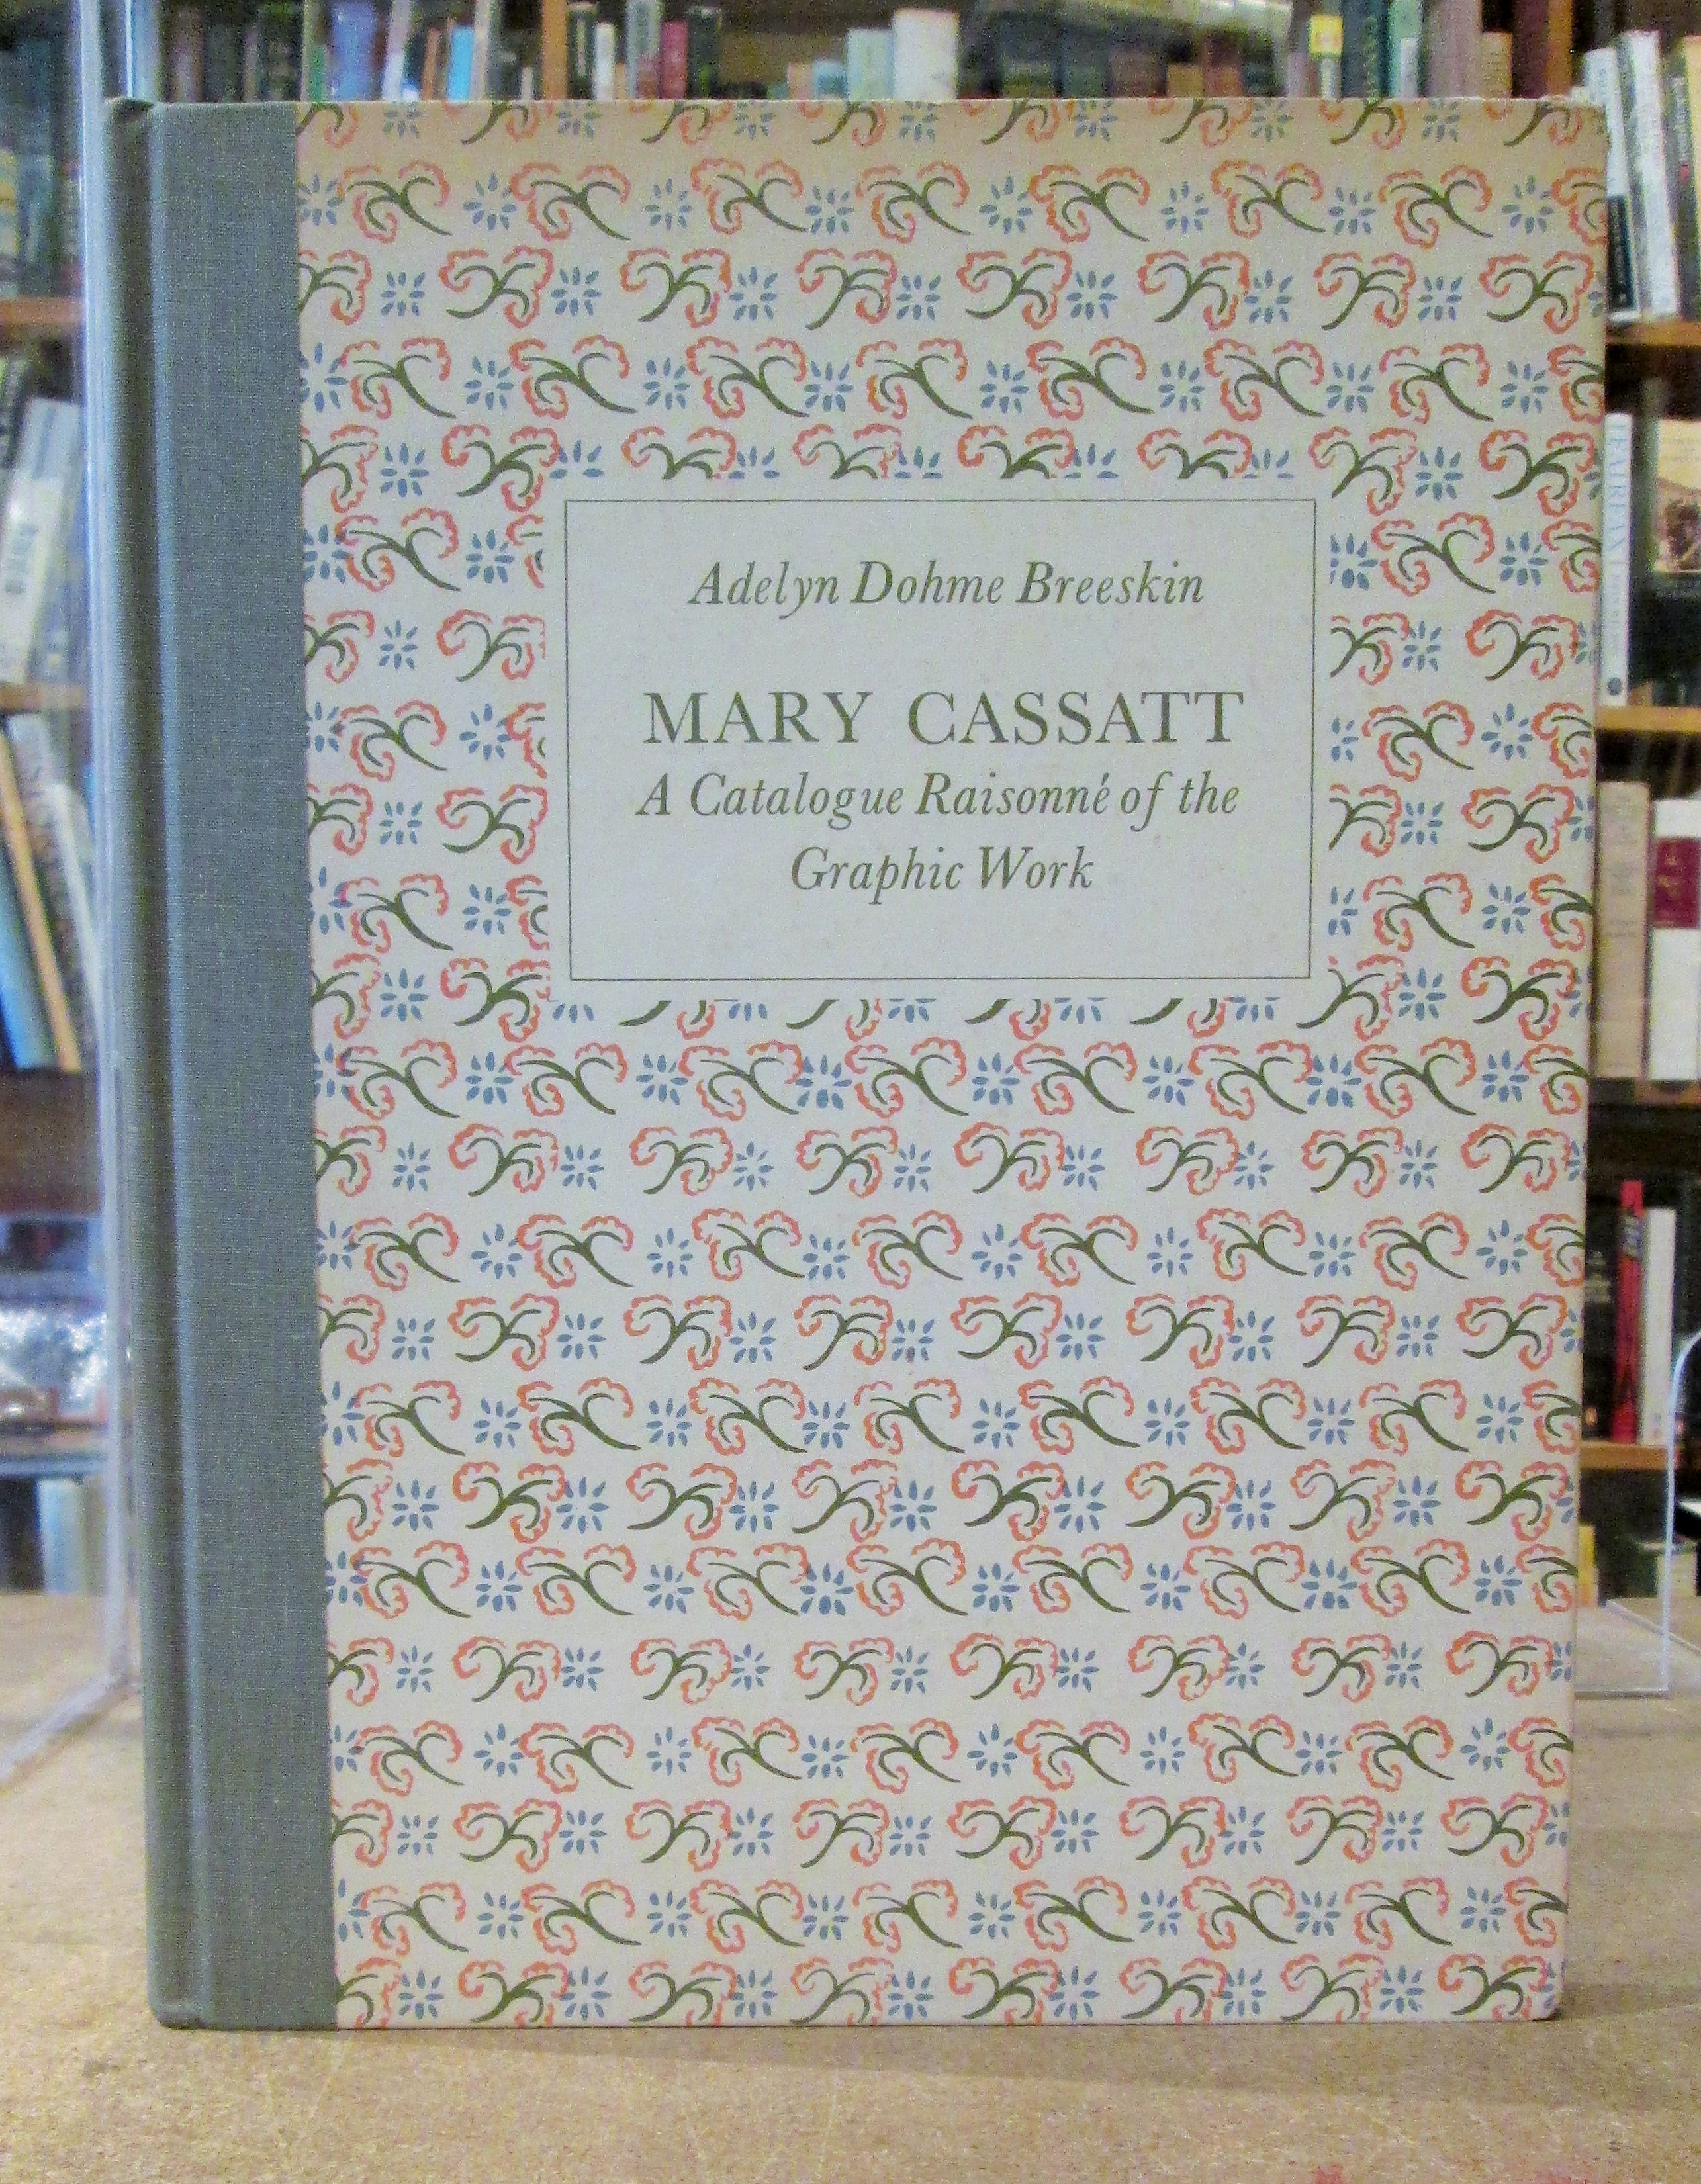 Adelyn Dohme Breeskin
MARY CASSATT
A Catalogue Raisonné of the
Graphic Work